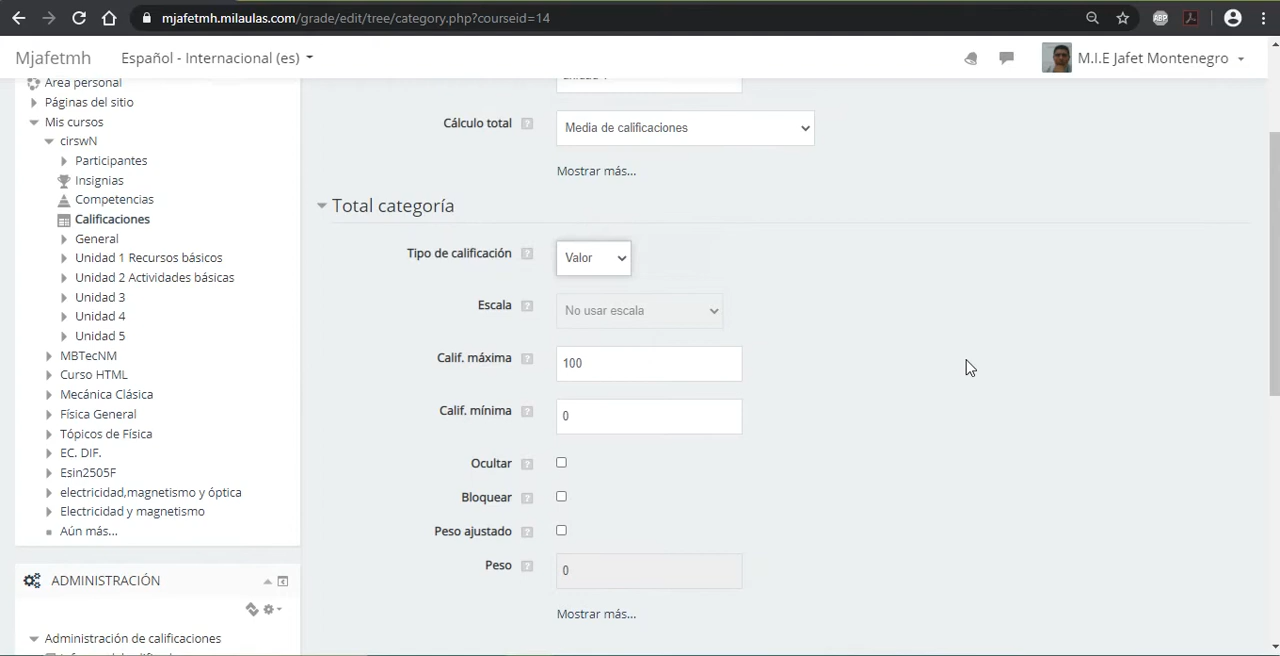 mjafetmh.milaulas.com/grade/edit/tree/category.php?courseid=14
ABP
Mjafetmh
Español - Internacional (es)
M.I.E Jafet Montenegro
Área personal
Páginas del sitio
Mis cursos
cirswN
Participantes
Insignias
Competencias
Calificaciones
General
Unidad 1 Recursos básicos
Unidad 2 Actividades básicas
Unidad 3
Unidad 4
Unidad 5
MBTecNM
Curso HTML
Mecánica Clásica
Física General
Tópicos de Física
EC. DIF.
Esin2505F
electricidad,magnetismo y óptica
Electricidad y magnetismo
Aún más...
ADMINISTRACIÓN
Administración de calificaciones
Cálculo total
Media de calificaciones
Mostrar más...
Total categoría
Tipo de calificación
Valor
Escala
No usar escala
Calif. máxima
100
Calif. mínima
0
Ocultar
Bloquear
Peso ajustado
Peso
0
Mostrar más...